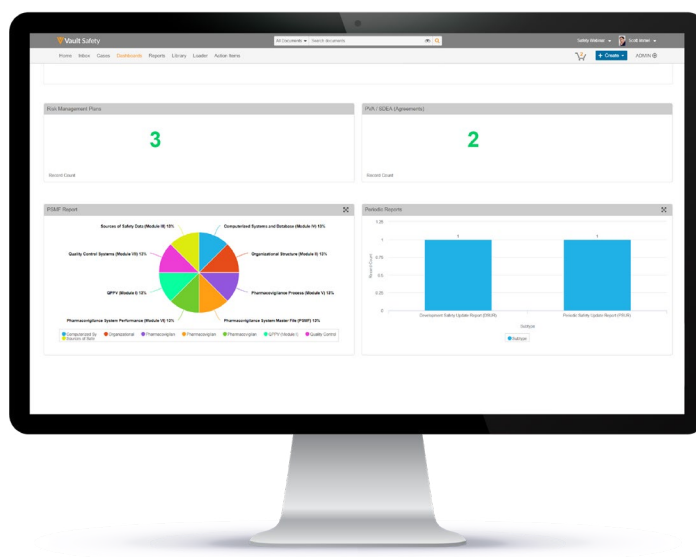 Vault Safety
All Documents Search documents
Home Inbox Cases Dashboards Reports Library Loader Action Items
+ Create ADMIN
Risk Management Plans
PVA / SDEA (Agreements)
3
2
Record Count
Record Count
PSMF Report
Periodic Reports
Sources of Safety Data (Module III) 13%
Computerized Systems and Database (Module IV) 13%
Quality Control Systems (Module VII) 13%
Organizational Structure (Module II) 13%
QPPV (Module I) 13%
Pharmacovigilance Process (Module V) 13%
Pharmacovigilance System Performance (Module VI) 13%
Pharmacovigilance System Master File (PSMF) 13%
Computerized Sy Organizational Pharmacovigilan Pharmacovigilan Pharmacovigilan QPPV (Module I) Quality Control
Sources of Safe
1.25
1
0.75
0.5
0.25
0
Record Count
1
1
Development Safety Update Report (DSUR)
Periodic Safety Update Report (PSUR)
Subtype
Subtype